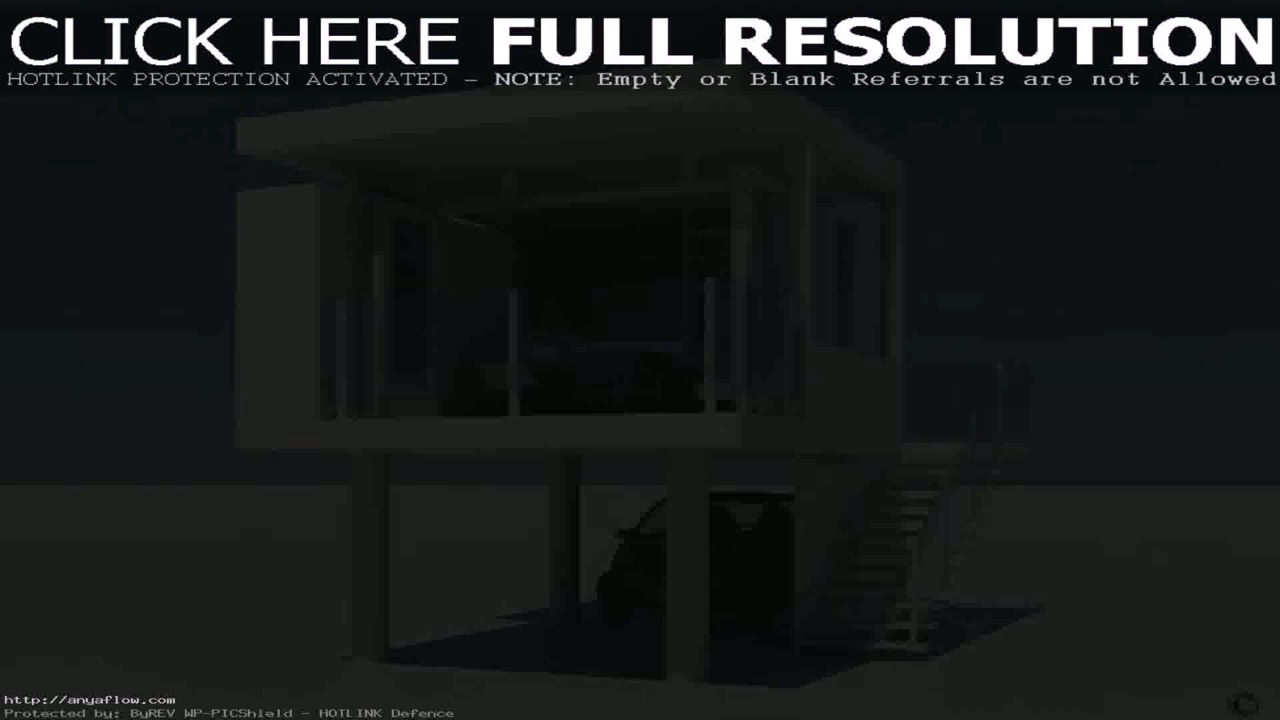 CLICK HERE FULL RESOLUTION
HOTLINK PROTECTION ACTIVATED – NOTE: Empty or Blank Referrals are not Allowed
http://anyaflow.com
Protected by: ByREV WP-PICShield – HOTLINK Defence